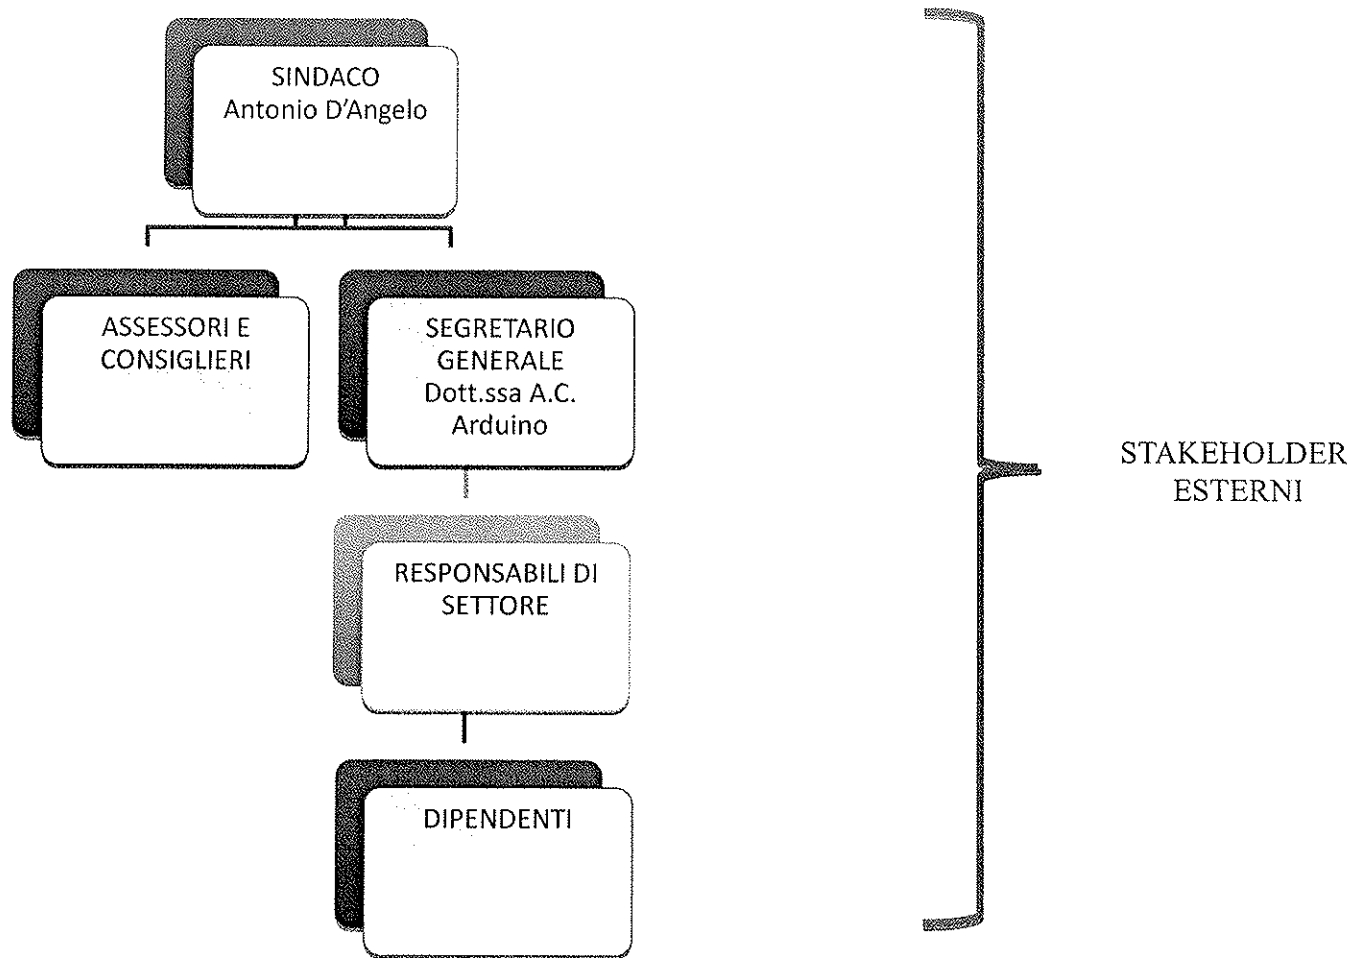 SINDACO
Antonio D'Angelo
ASSESSORI E
CONSIGLIERI
SEGRETARIO
GENERALE
Dott.ssa A.C.
Arduino
RESPONSABILI DI
SETTORE
DIPENDENTI
STAKEHOLDER
ESTERNI